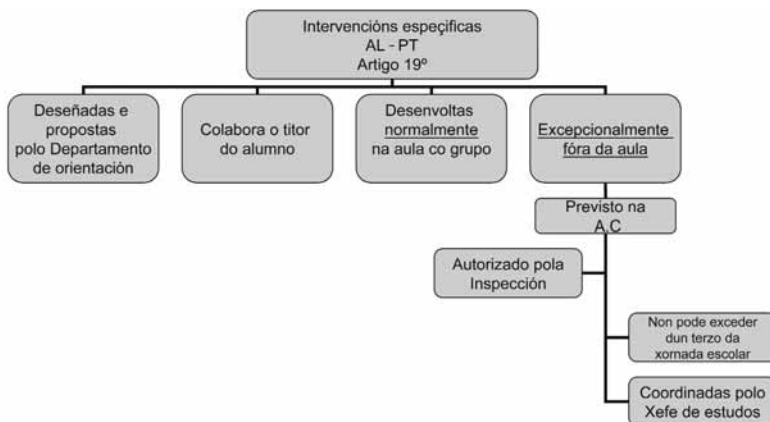 Intervencións espeçificas
AL - PT
Artigo 19º
Deseñadas e
propostas
polo Departamento
de orientación
Colabora o titor
do alumno
Desenvoltas
normalmente
na aula co grupo
Excepcionalmente
fóra da aula
Previsto na
A.C
Autorizado pola
Inspección
Non pode exceder
dun terzo da
xornada escolar
Coordinadas polo
Xefe de estudos